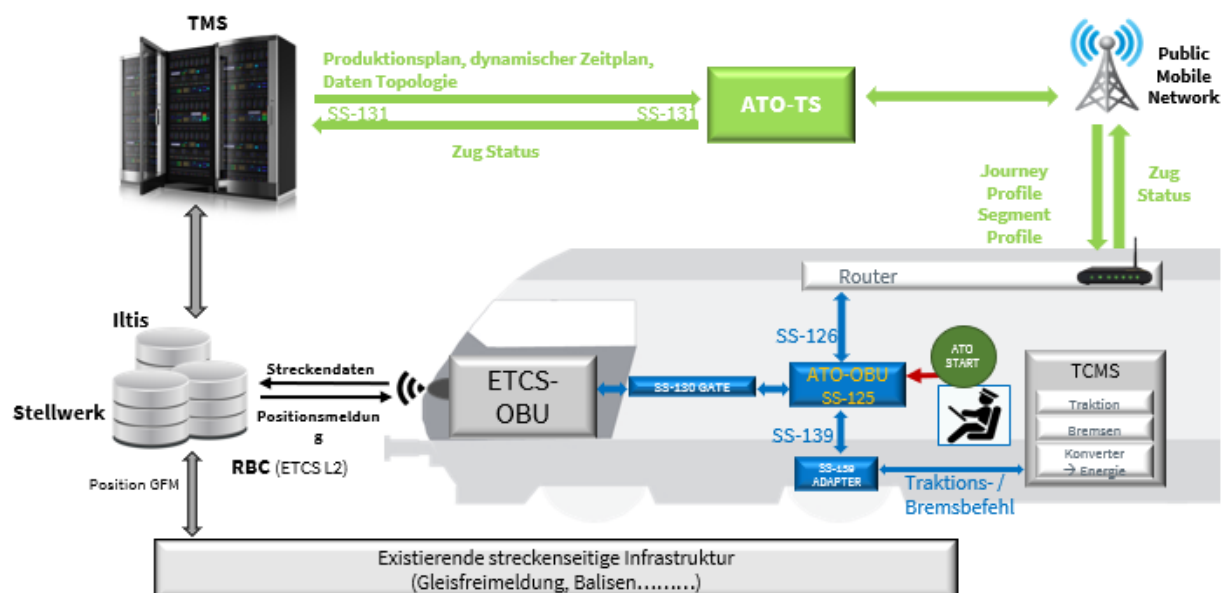 TMS
Produktionsplan, dynamischer Zeitplan,
Daten Topologie
SS-131
SS-131
Zug Status
ATO-TS
Public
Mobile
Network
Journey
Profile
Segment
Profile
Zug
Status
Router
Iltis
Stellwerk
Streckendaten
Positionsmeldun
g
RBC (ETCS L2)
Position GFM
ETCS-
OBU
SS-130 GATE
SS-126
ATO-OBU
SS-125
ATO
START
SS-139
SS-139
ADAPTER
Traktions- /
Bremsbefehl
TCMS
Traktion
Bremsen
Konverter
→ Energie
Existierende streckenseitige Infrastruktur
(Gleisfreimeldung, Balisen………)